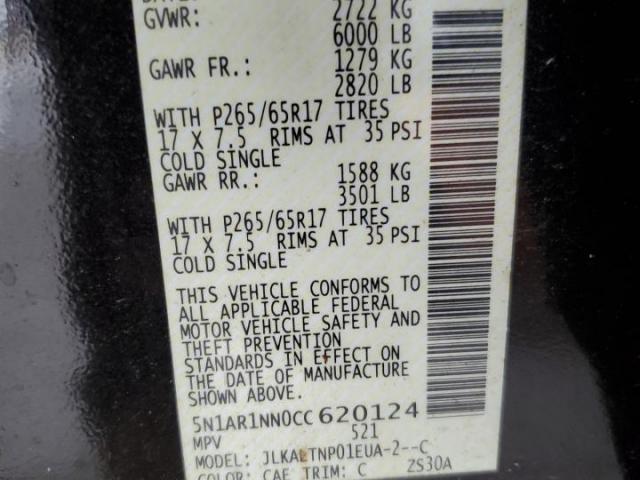 GVWR: 2722 KG
6000 LB
GAWR FR.: 1279 KG
2820 LB
WITH P265/65R17 TIRES
17 X 7.5 RIMS AT 35 PSI
COLD SINGLE
GAWR RR.: 1588 KG
3501 LB
WITH P265/65R17 TIRES
17 X 7.5 RIMS AT 35 PSI
COLD SINGLE
THIS VEHICLE CONFORMS TO
ALL APPLICABLE FEDERAL
MOTOR VEHICLE SAFETY AND
THEFT PREVENTION
STANDARDS IN EFFECT ON
THE DATE OF MANUFACTURE
SHOWN ABOVE.
5N1AR1NN0CC620124
MPV 521
MODEL: JLKALTNP01EUA-2--C
COLOR: CAE TRIM: C ZS30A